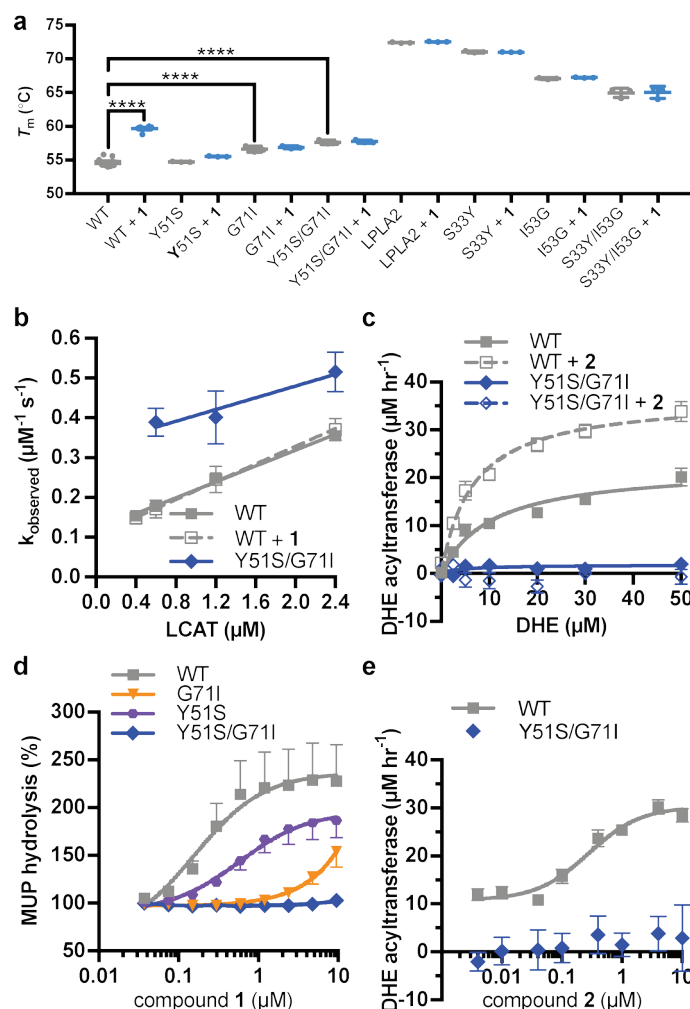 a
75
70
65
60
55
50
Tm (°C)
****
****
****
WT
WT + 1
Y51S
Y51S + 1
G71I
G71I + 1
Y51S/G71I
Y51S/G71I + 1
LPLA2
LPLA2 + 1
S33Y
S33Y + 1
I53G
I53G + 1
S33Y/I53G
S33Y/I53G + 1
b
0.6
0.5
0.4
0.3
0.2
0.1
0.0
kobserved (µM-1 s-1)
WT
WT + 1
Y51S/G71I
0.0 0.4 0.8 1.2 1.6 2.0 2.4
LCAT (µM)
c
WT
WT + 2
Y51S/G71I
Y51S/G71I + 2
40
30
20
10
0
-10
DHE acyltransferase (µM hr-1)
10 20 30 40 50
DHE (µM)
d
WT
G71I
Y51S
Y51S/G71I
300
250
200
150
100
50
MUP hydrolysis (%)
0.01 0.1 1 10
compound 1 (µM)
e
WT
Y51S/G71I
40
30
20
10
0
-10
DHE acyltransferase (µM hr-1)
0.01 0.1 1 10
compound 2 (µM)